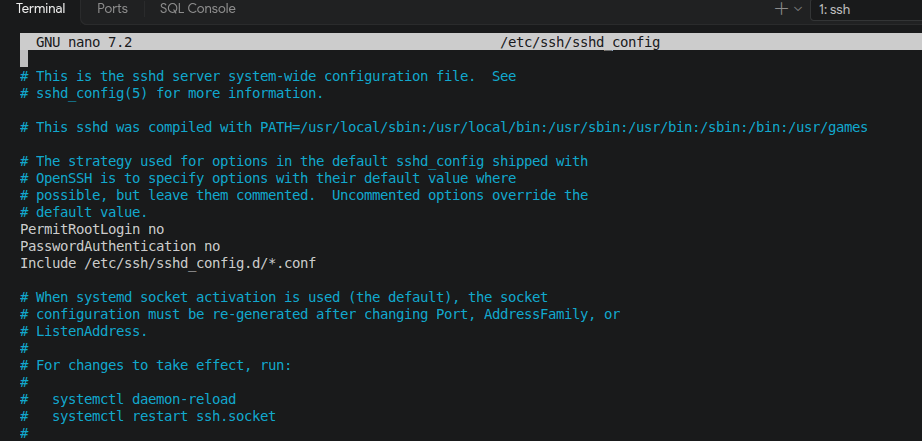 Terminal Ports SQL Console 1: ssh
GNU nano 7.2 /etc/ssh/sshd_config
# This is the sshd server system-wide configuration file.  See
# sshd_config(5) for more information.
# This sshd was compiled with PATH=/usr/local/sbin:/usr/local/bin:/usr/sbin:/usr/bin:/sbin:/bin:/usr/games
# The strategy used for options in the default sshd_config shipped with
# OpenSSH is to specify options with their default value where
# possible, but leave them commented.  Uncommented options override the
# default value.
PermitRootLogin no
PasswordAuthentication no
Include /etc/ssh/sshd_config.d/*.conf
# When systemd socket activation is used (the default), the socket
# configuration must be re-generated after changing Port, AddressFamily, or
# ListenAddress.
#
# For changes to take effect, run:
#
#   systemctl daemon-reload
#   systemctl restart ssh.socket
#